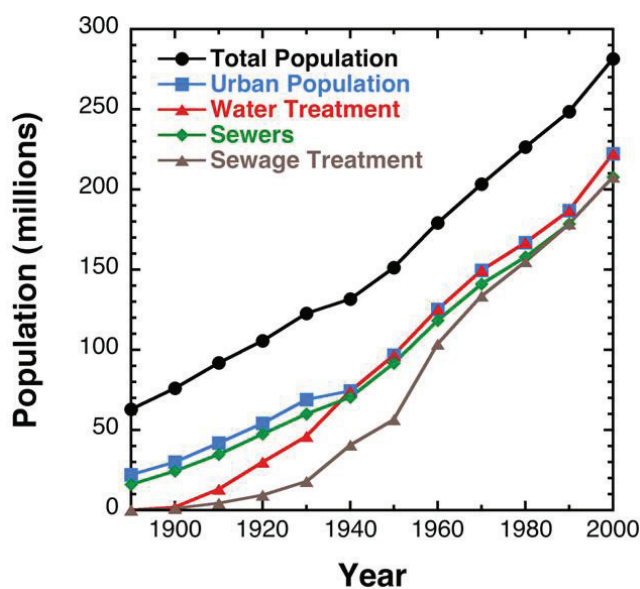 300
250
200
150
100
50
0
Population (millions)
Total Population
Urban Population
Water Treatment
Sewers
Sewage Treatment
1900 1920 1940 1960 1980 2000
Year